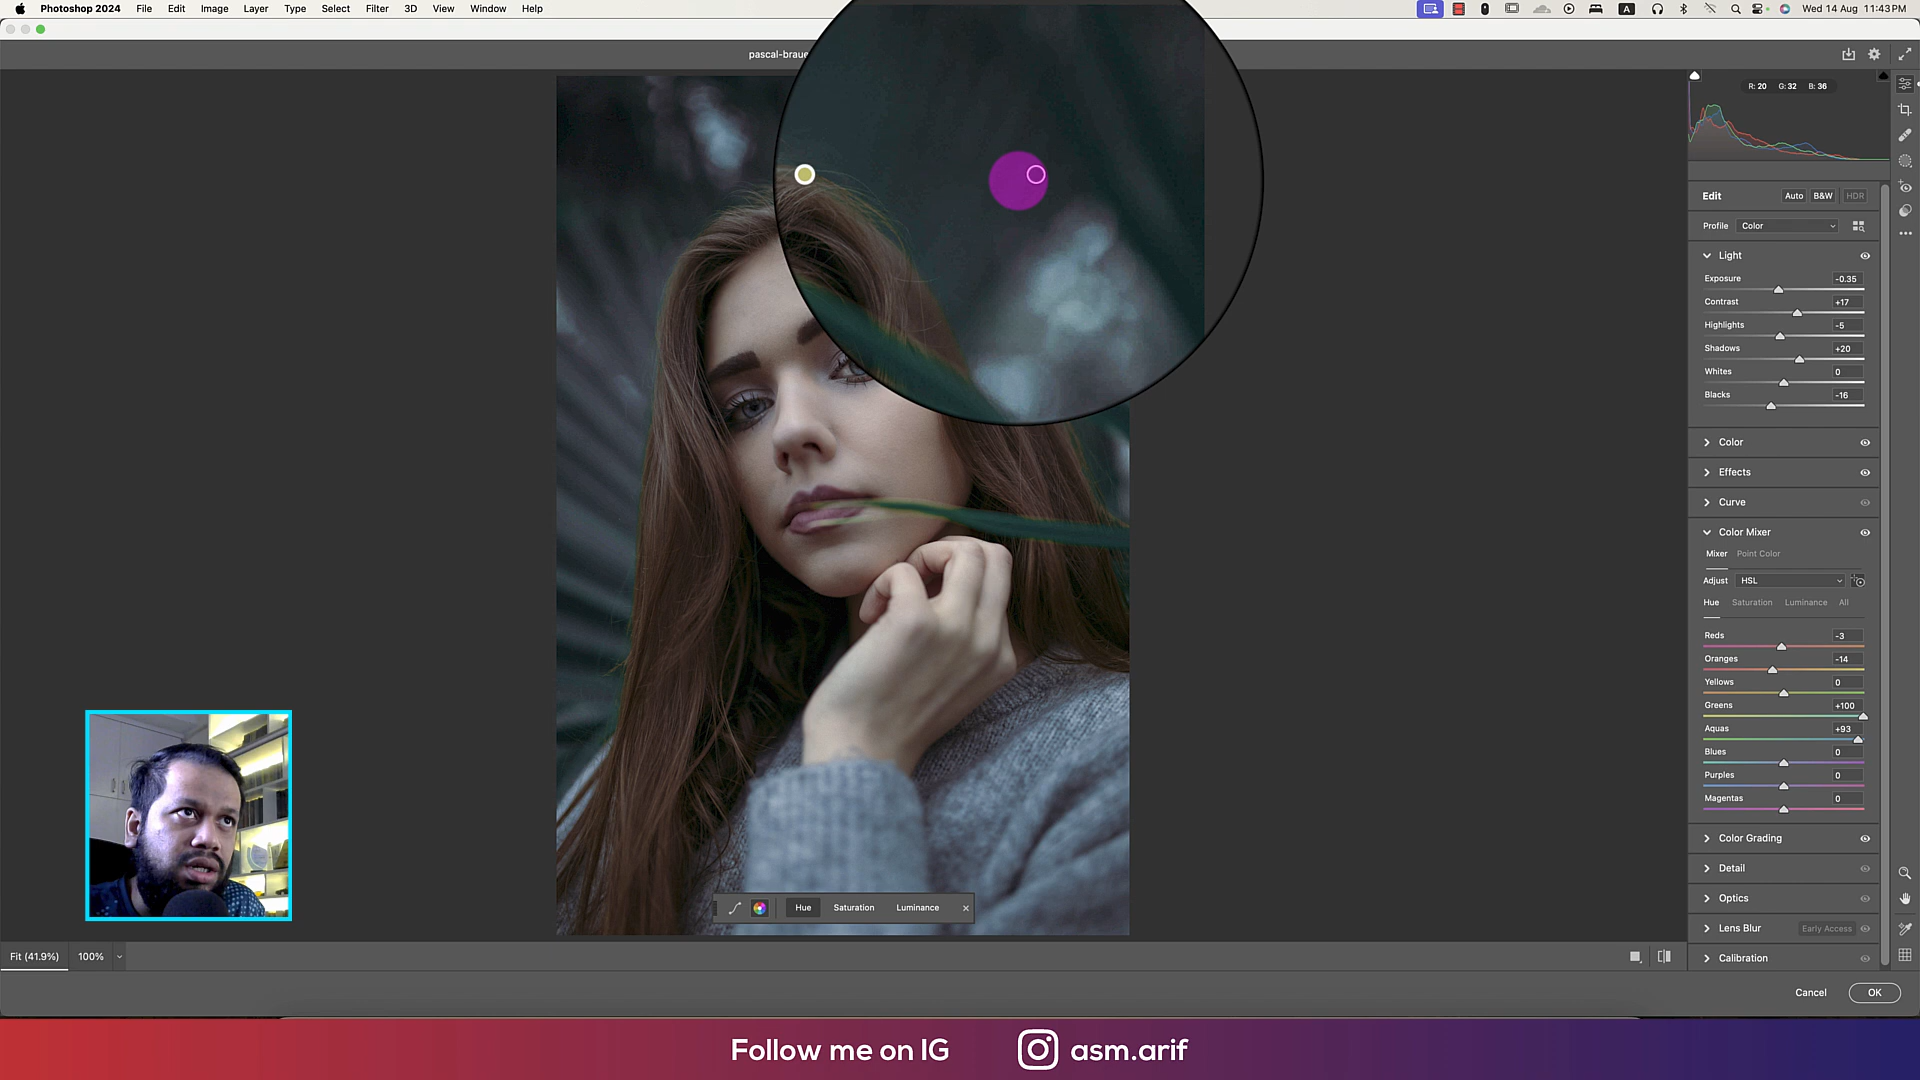 Photoshop 2024 File Edit Image Layer Type Select Filter 3D View Window Help
A Wed 14 Aug 11:43PM
pascal-braue
R: 20 G: 32 B: 36
Edit Auto B&W HDR
Profile Color
Light
Exposure -0.35
Contrast +17
Highlights -5
Shadows +20
Whites 0
Blacks -16
Color
Effects
Curve
Color Mixer
Mixer Point Color
Adjust HSL
Hue Saturation Luminance All
Reds -3
Oranges -14
Yellows 0
Greens +100
Aquas +93
Blues 0
Purples 0
Magentas 0
Color Grading
Detail
Optics
Lens Blur Early Access
Calibration
Hue Saturation Luminance
Fit (41.9%) 100%
Cancel OK
Follow me on IG asm.arif